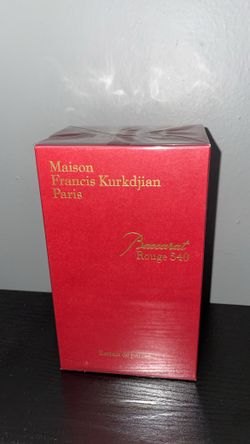 Maison
Francis Kurkdjian
Paris
Baccarat
Rouge 540
Extrait de parfum